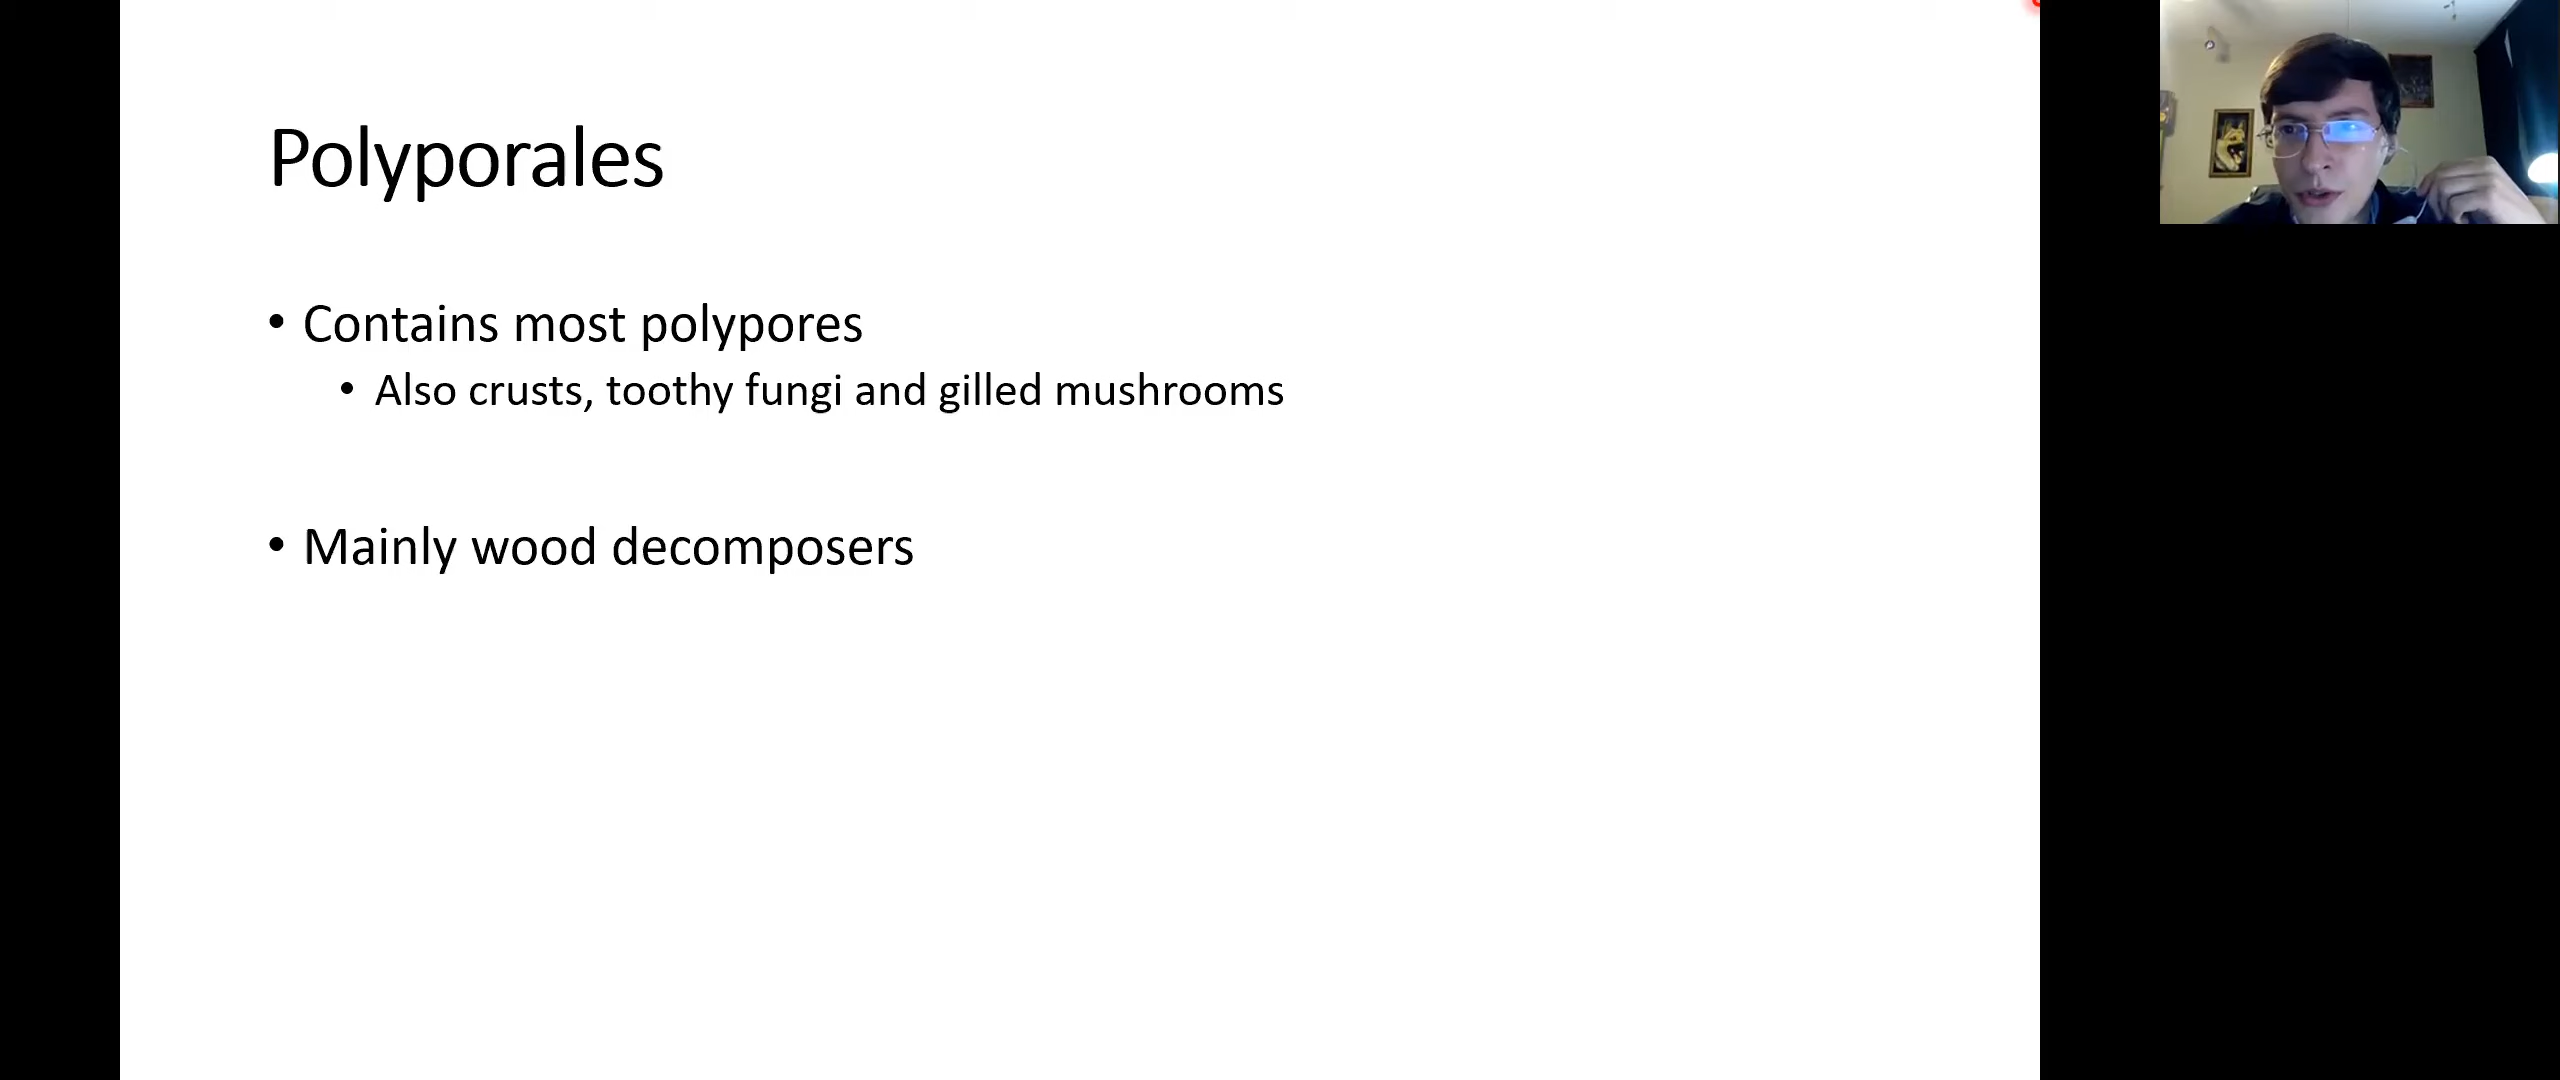 Polyporales
• Contains most polypores
• Also crusts, toothy fungi and gilled mushrooms
• Mainly wood decomposers